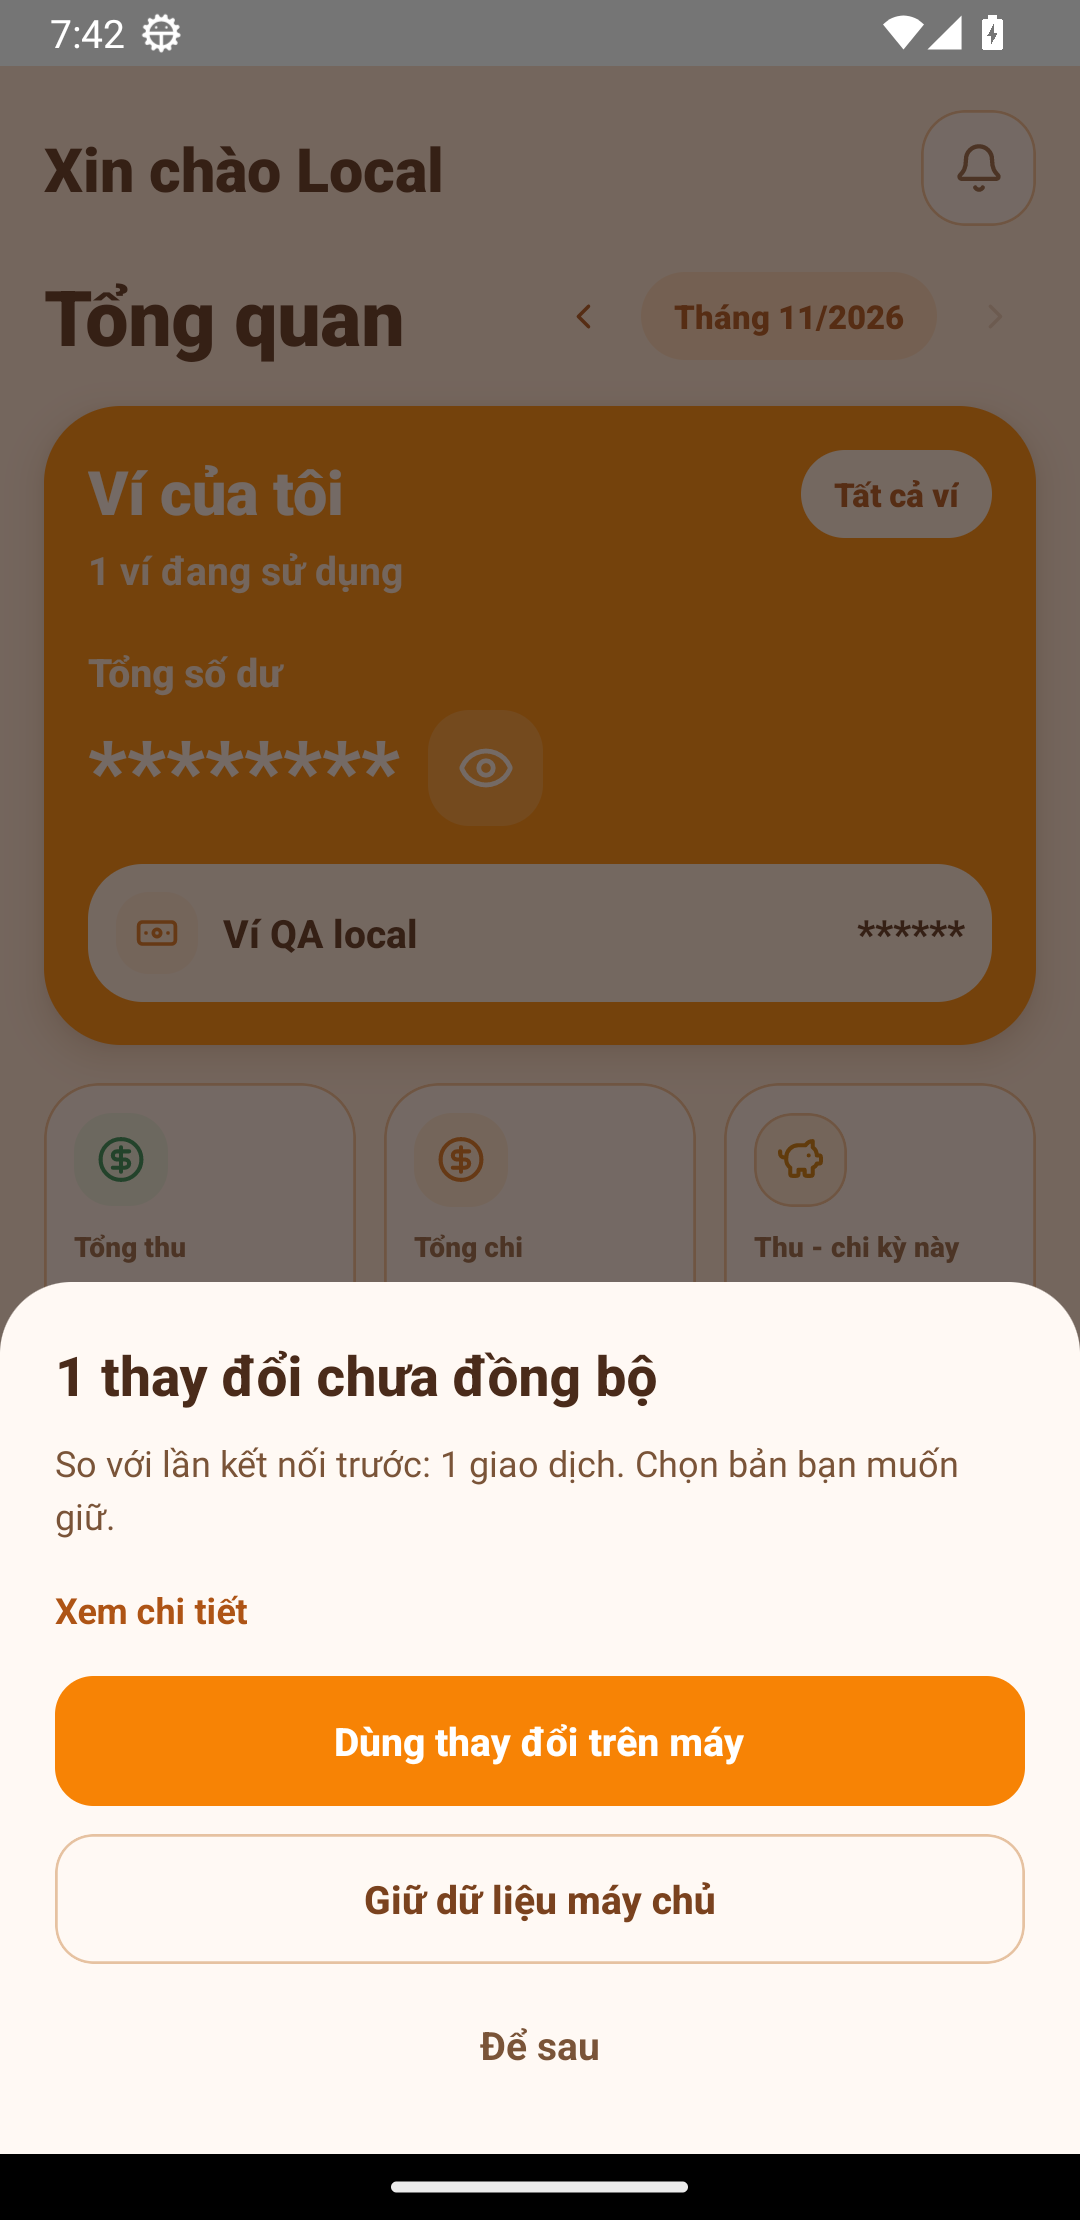 7:42
Xin chào Local
Tổng quan
Tháng 11/2026
Ví của tôi
Tất cả ví
1 ví đang sử dụng
Tổng số dư
********
Ví QA local
******
Tổng thu
Tổng chi
Thu - chi kỳ này
1 thay đổi chưa đồng bộ
So với lần kết nối trước: 1 giao dịch. Chọn bản bạn muốn
giữ.
Xem chi tiết
Dùng thay đổi trên máy
Giữ dữ liệu máy chủ
Để sau